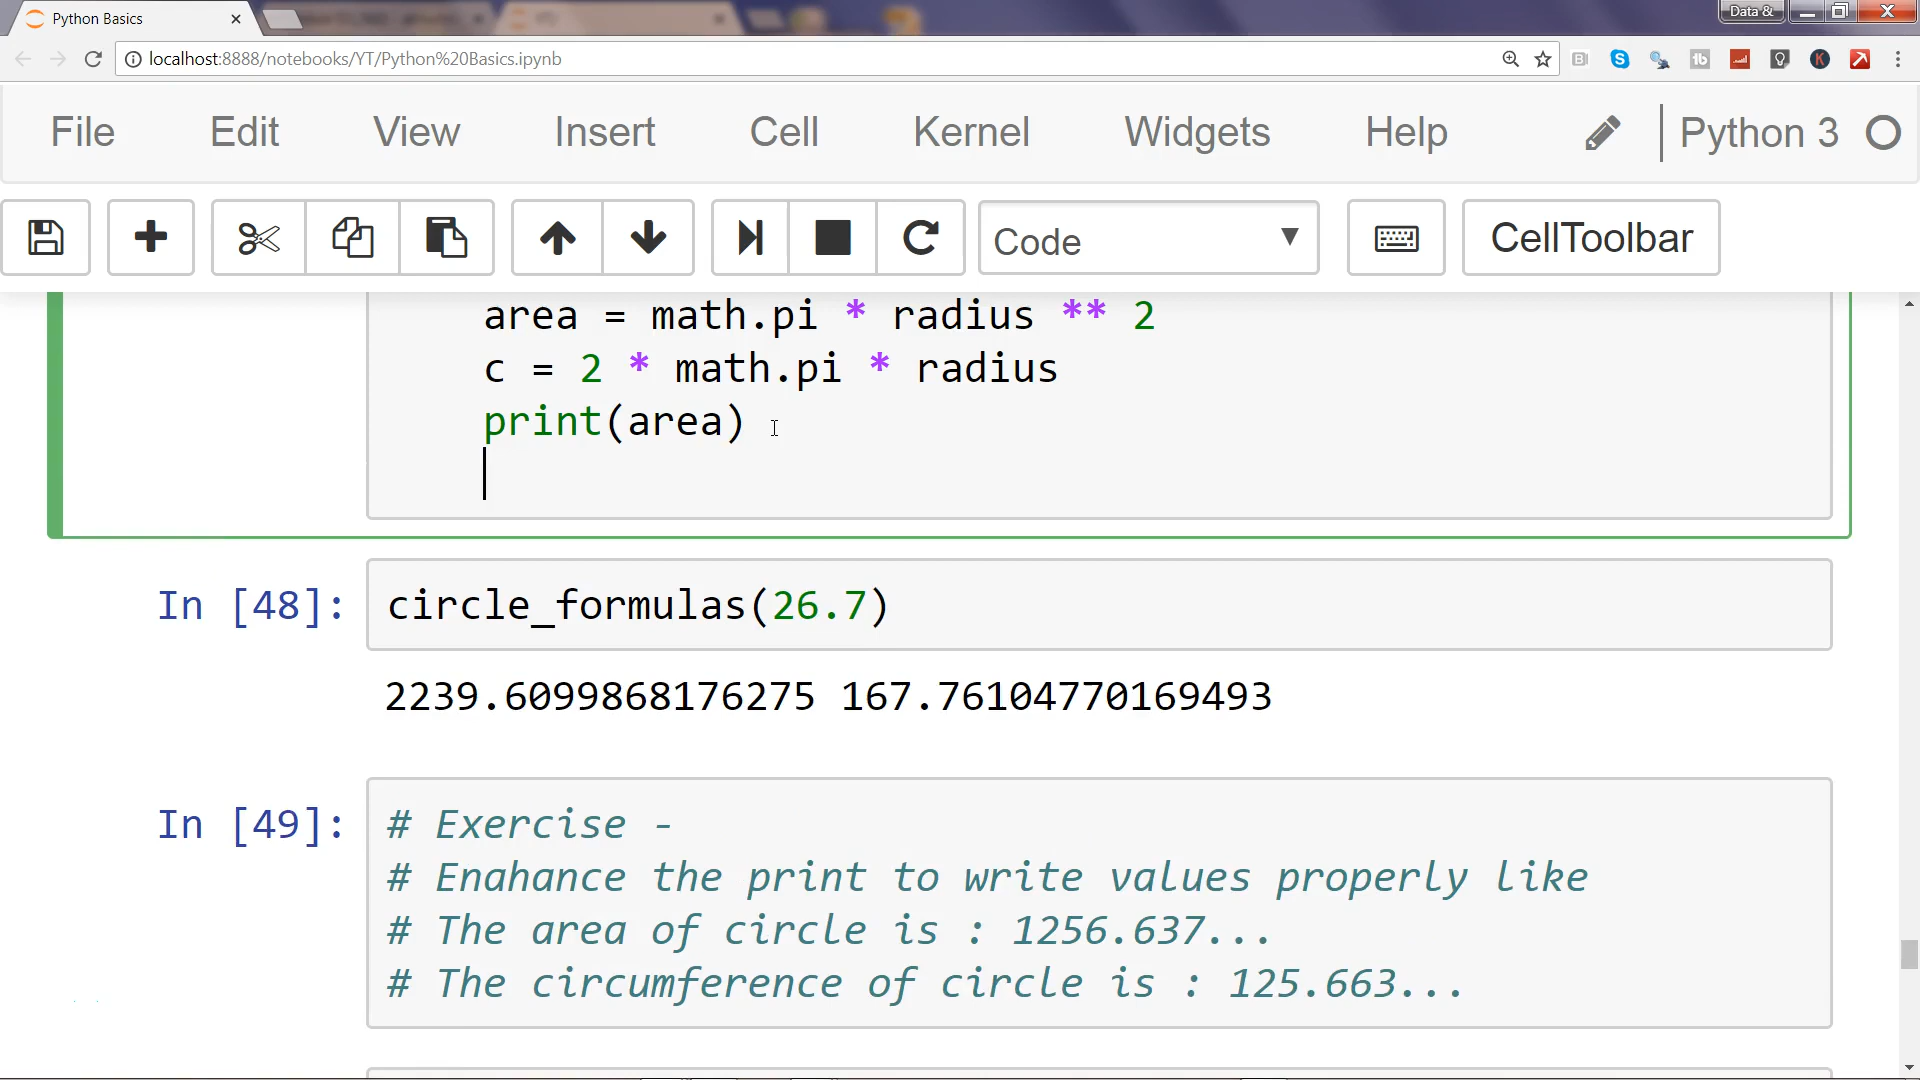 Python Basics
Data &
localhost:8888/notebooks/YT/Python%20Basics.ipynb
File Edit View Insert Cell Kernel Widgets Help Python 3
Code CellToolbar
area = math.pi * radius ** 2
c = 2 * math.pi * radius
print(area)
In [48]: circle_formulas(26.7)
2239.6099868176275 167.76104770169493
In [49]: # Exercise -
# Enahance the print to write values properly like
# The area of circle is : 1256.637...
# The circumference of circle is : 125.663...